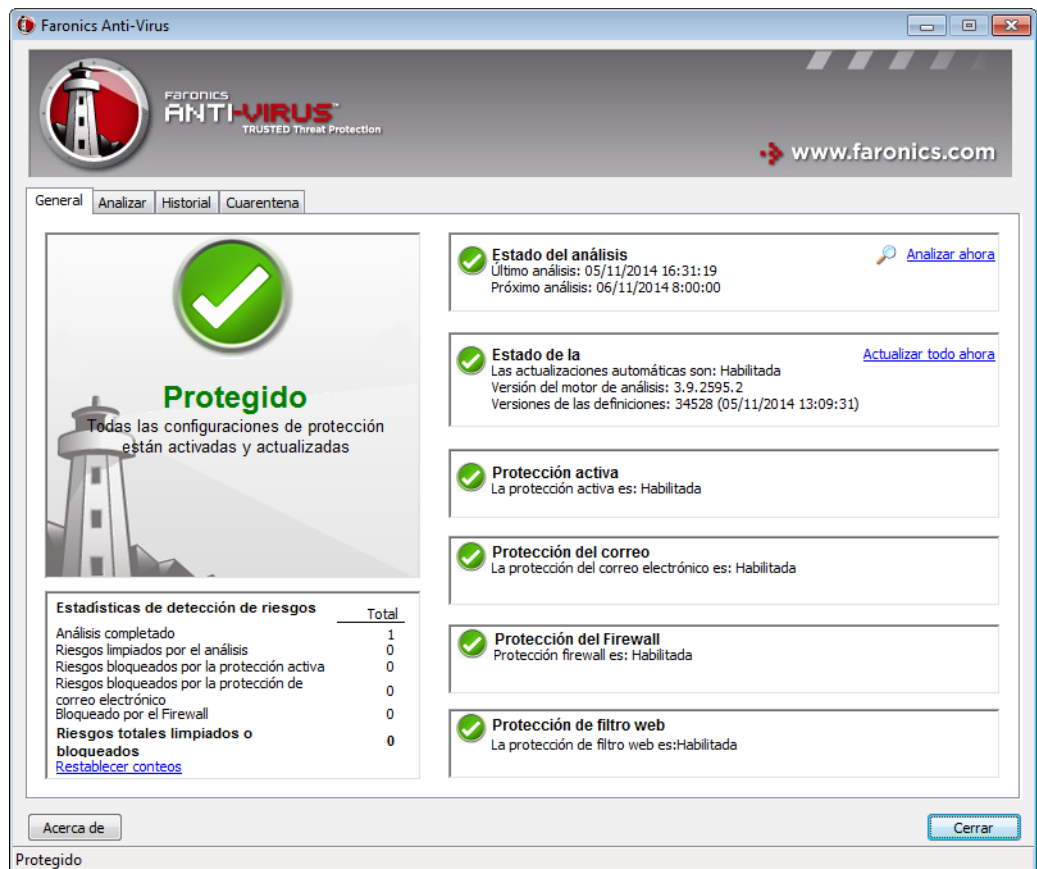 Faronics Anti-Virus
Faronics
ANTI-VIRUS™
TRUSTED Threat Protection
www.faronics.com
General
Analizar
Historial
Cuarentena
Protegido
Todas las configuraciones de protección
están activadas y actualizadas
Estadísticas de detección de riesgos Total
Análisis completado 1
Riesgos limpiados por el análisis 0
Riesgos bloqueados por la protección activa 0
Riesgos bloqueados por la protección de
correo electrónico 0
Bloqueado por el Firewall 0
Riesgos totales limpiados o
bloqueados 0
Restablecer conteos
Estado del análisis
Analizar ahora
Último análisis: 05/11/2014 16:31:19
Próximo análisis: 06/11/2014 8:00:00
Estado de la
Actualizar todo ahora
Las actualizaciones automáticas son: Habilitada
Versión del motor de análisis: 3.9.2595.2
Versiones de las definiciones: 34528 (05/11/2014 13:09:31)
Protección activa
La protección activa es: Habilitada
Protección del correo
La protección del correo electrónico es: Habilitada
Protección del Firewall
Protección firewall es: Habilitada
Protección de filtro web
La protección de filtro web es:Habilitada
Acerca de
Cerrar
Protegido